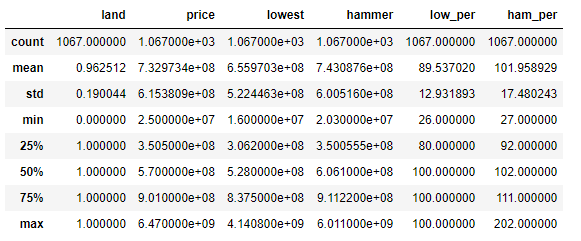 land price lowest hammer low_per ham_per
count 1067.000000 1.067000e+03 1.067000e+03 1.067000e+03 1067.000000 1067.000000
mean 0.962512 7.329734e+08 6.559703e+08 7.430876e+08 89.537020 101.958929
std 0.190044 6.153809e+08 5.224463e+08 6.005160e+08 12.931893 17.480243
min 0.000000 2.500000e+07 1.600000e+07 2.030000e+07 26.000000 27.000000
25% 1.000000 3.505000e+08 3.062000e+08 3.500555e+08 80.000000 92.000000
50% 1.000000 5.700000e+08 5.280000e+08 6.061000e+08 100.000000 102.000000
75% 1.000000 9.010000e+08 8.375000e+08 9.112200e+08 100.000000 111.000000
max 1.000000 6.470000e+09 4.140800e+09 6.011000e+09 100.000000 202.000000